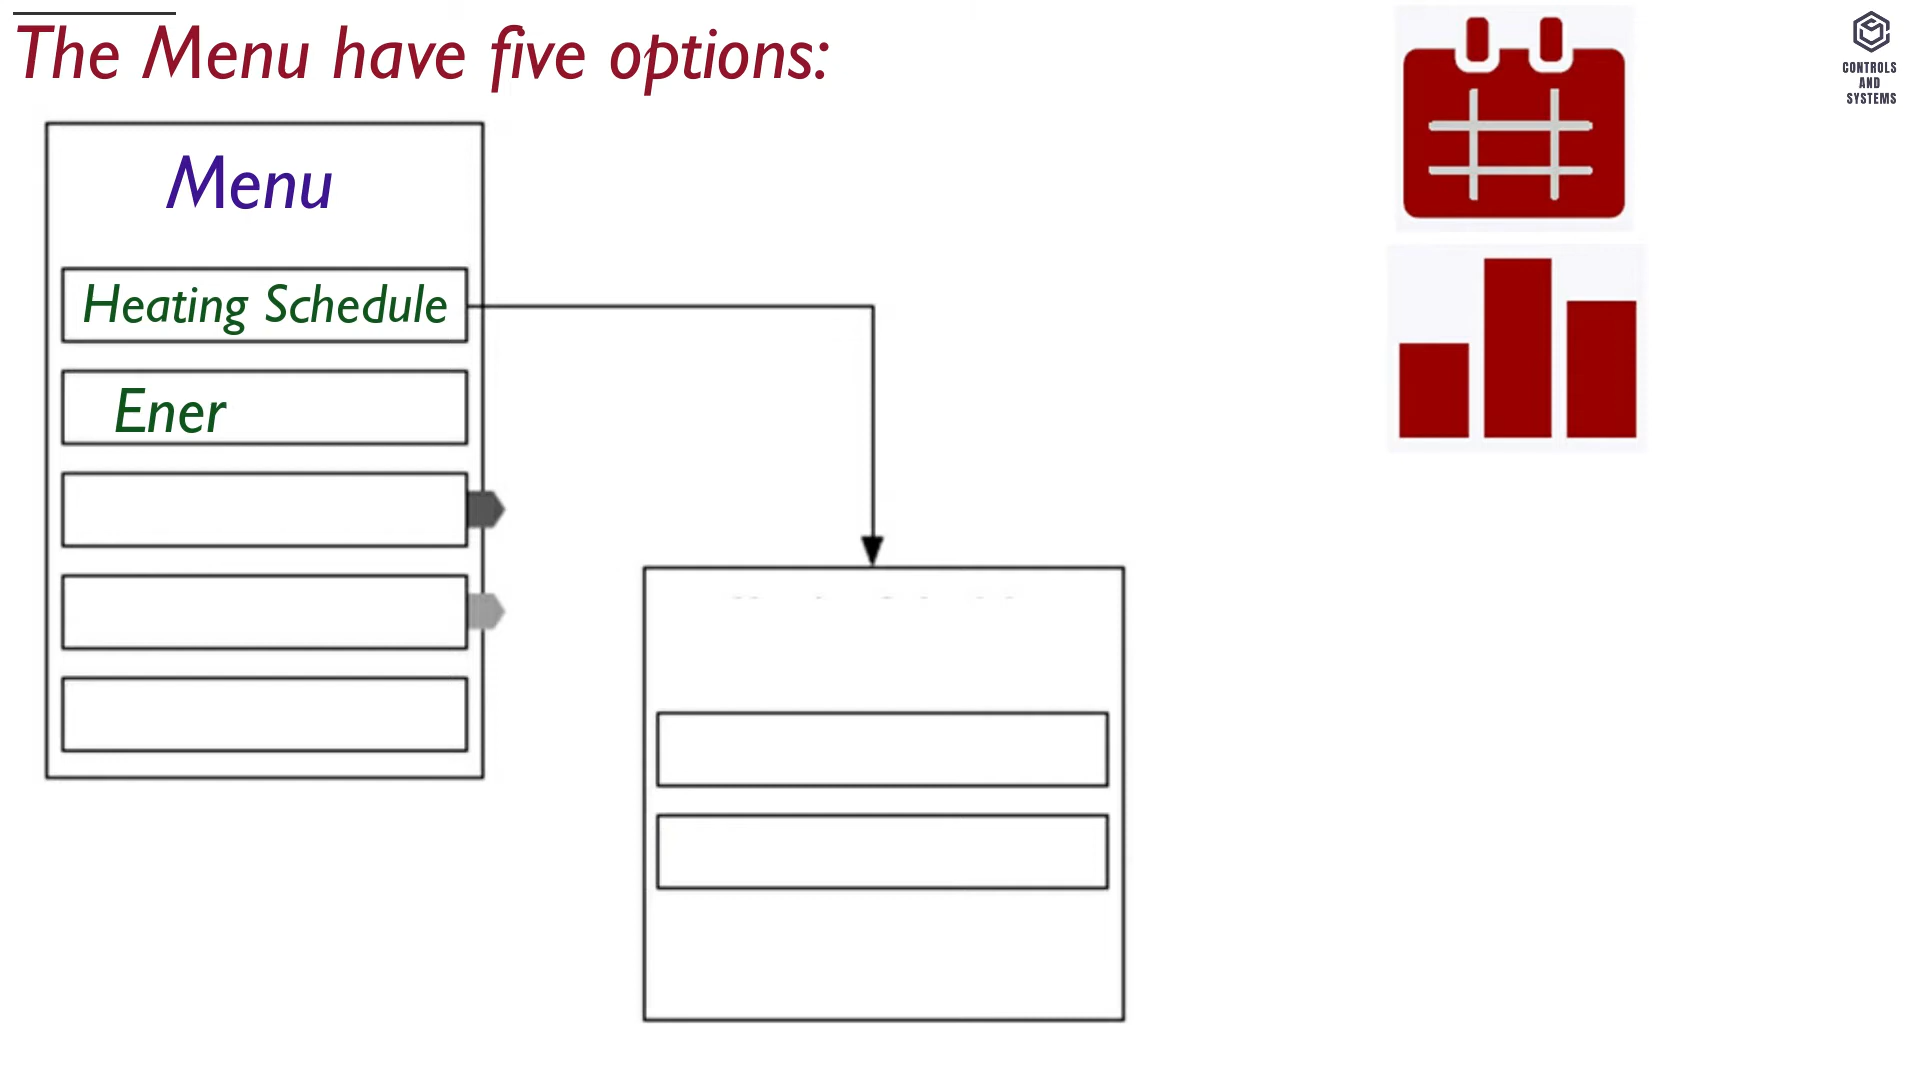 The Menu have five options:
CONTROLS
AND
SYSTEMS
Menu
Heating Schedule
Ener